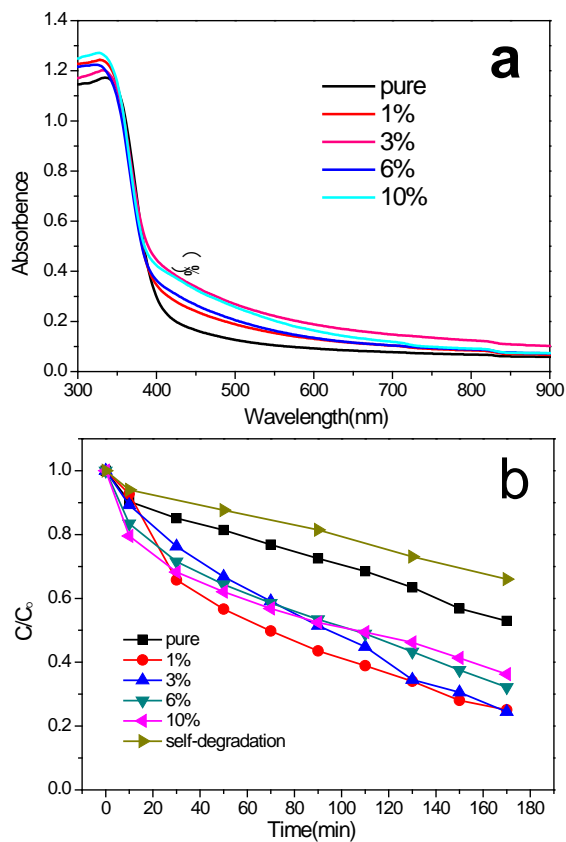 1.4
a
1.2
pure
1%
1.0
3%
6%
0.8
10%
Absorbence
0.6
0.4
0.2
0.0
300 400 500 600 700 800 900
Wavelength(nm)
b
1.0
0.8
C/C₀
0.6
pure
1%
0.4
3%
6%
10%
0.2
self-degradation
0.0
0 20 40 60 80 100 120 140 160 180
Time(min)